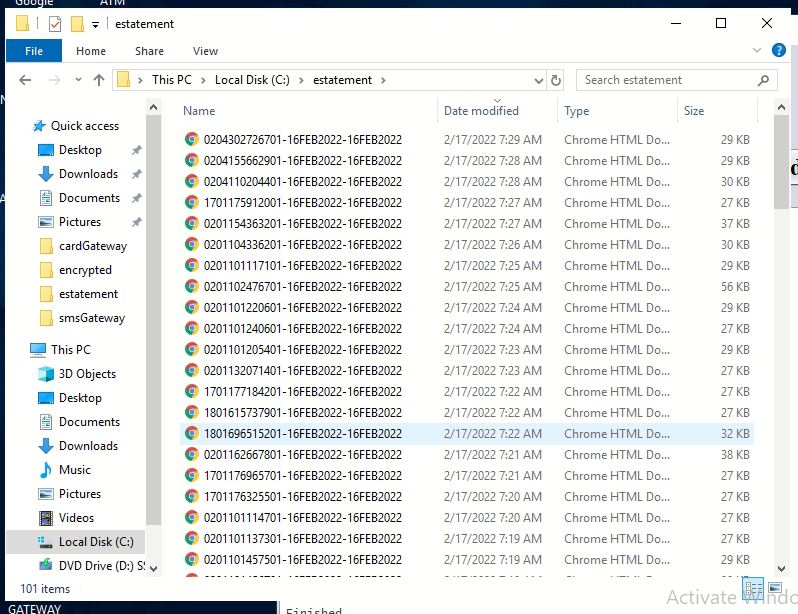 Google ATM
estatement
File Home Share View
This PC Local Disk (C:) estatement Search estatement
Name Date modified Type Size
Quick access
Desktop
Downloads
Documents
Pictures
cardGateway
encrypted
estatement
smsGateway
This PC
3D Objects
Desktop
Documents
Downloads
Music
Pictures
Videos
Local Disk (C:)
DVD Drive (D:) S
0204302726701-16FEB2022-16FEB2022 2/17/2022 7:29 AM Chrome HTML Do... 29 KB
0204155662901-16FEB2022-16FEB2022 2/17/2022 7:28 AM Chrome HTML Do... 29 KB
0204110204401-16FEB2022-16FEB2022 2/17/2022 7:28 AM Chrome HTML Do... 30 KB
1701175912001-16FEB2022-16FEB2022 2/17/2022 7:27 AM Chrome HTML Do... 27 KB
0201154363201-16FEB2022-16FEB2022 2/17/2022 7:27 AM Chrome HTML Do... 37 KB
0201104336201-16FEB2022-16FEB2022 2/17/2022 7:26 AM Chrome HTML Do... 30 KB
0201101117101-16FEB2022-16FEB2022 2/17/2022 7:25 AM Chrome HTML Do... 29 KB
0201102476701-16FEB2022-16FEB2022 2/17/2022 7:25 AM Chrome HTML Do... 56 KB
0201101220601-16FEB2022-16FEB2022 2/17/2022 7:24 AM Chrome HTML Do... 29 KB
0201101240601-16FEB2022-16FEB2022 2/17/2022 7:24 AM Chrome HTML Do... 27 KB
0201101205401-16FEB2022-16FEB2022 2/17/2022 7:23 AM Chrome HTML Do... 29 KB
0201132071401-16FEB2022-16FEB2022 2/17/2022 7:23 AM Chrome HTML Do... 27 KB
1701177184201-16FEB2022-16FEB2022 2/17/2022 7:22 AM Chrome HTML Do... 27 KB
1801615737901-16FEB2022-16FEB2022 2/17/2022 7:22 AM Chrome HTML Do... 27 KB
1801696515201-16FEB2022-16FEB2022 2/17/2022 7:22 AM Chrome HTML Do... 32 KB
0201162667801-16FEB2022-16FEB2022 2/17/2022 7:21 AM Chrome HTML Do... 38 KB
1701176965701-16FEB2022-16FEB2022 2/17/2022 7:21 AM Chrome HTML Do... 27 KB
1701176325501-16FEB2022-16FEB2022 2/17/2022 7:20 AM Chrome HTML Do... 27 KB
0201101114701-16FEB2022-16FEB2022 2/17/2022 7:20 AM Chrome HTML Do... 27 KB
0201101137301-16FEB2022-16FEB2022 2/17/2022 7:19 AM Chrome HTML Do... 27 KB
0201101457501-16FEB2022-16FEB2022 2/17/2022 7:19 AM Chrome HTML Do... 29 KB
101 items
Activate Windo
GATEWAY
Finished